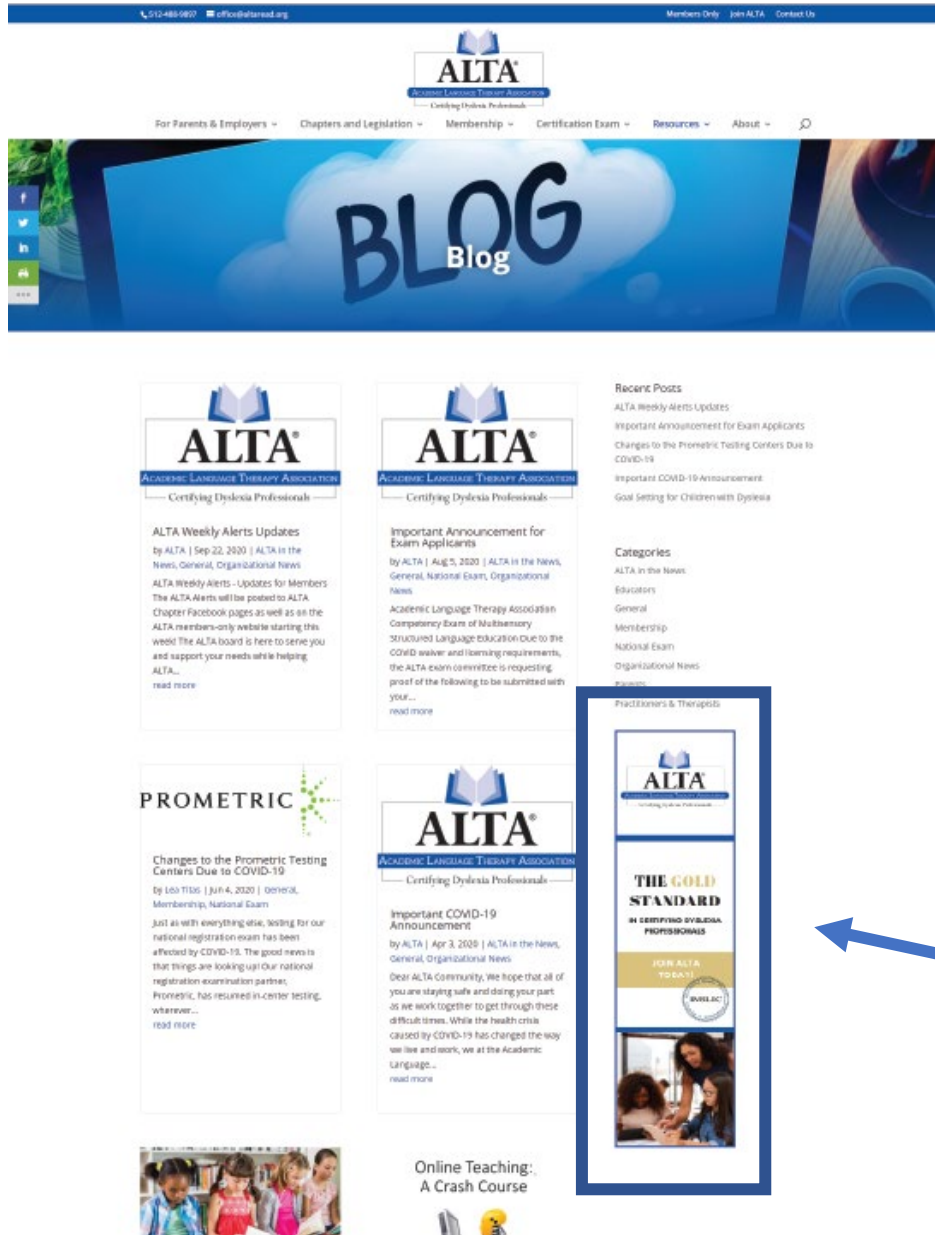 512-488-9897 office@altaread.org
Members Only Join ALTA Contact Us
ALTA®
ACADEMIC LANGUAGE THERAPY ASSOCIATION
Certifying Dyslexia Professionals
For Parents & Employers Chapters and Legislation Membership Certification Exam Resources About
BLOG
Blog
ALTA®
ACADEMIC LANGUAGE THERAPY ASSOCIATION
Certifying Dyslexia Professionals
ALTA Weekly Alerts Updates
by ALTA | Sep 22, 2020 | ALTA in the
News, General, Organizational News
ALTA Weekly Alerts - Updates for Members
The ALTA Alerts will be posted to ALTA
Chapter Facebook pages as well as on the
ALTA members-only website starting this
week! The ALTA board is here to serve you
and support your needs while helping
ALTA...
read more
ALTA®
ACADEMIC LANGUAGE THERAPY ASSOCIATION
Certifying Dyslexia Professionals
Important Announcement for
Exam Applicants
by ALTA | Aug 5, 2020 | ALTA in the News,
General, National Exam, Organizational
News
Academic Language Therapy Association
Competency Exam of Multisensory
Structured Language Education Due to the
COVID waiver and licensing requirements,
the ALTA exam committee is requesting
proof of the following to be submitted with
your...
read more
Recent Posts
ALTA Weekly Alerts Updates
Important Announcement for Exam Applicants
Changes to the Prometric Testing Centers Due to
COVID-19
Important COVID-19 Announcement
Goal Setting for Children with Dyslexia
Categories
ALTA in the News
Educators
General
Membership
National Exam
Organizational News
Parents
Practitioners & Therapists
PROMETRIC
Changes to the Prometric Testing
Centers Due to COVID-19
by Lea Titas | Jun 4, 2020 | General,
Membership, National Exam
Just as with everything else, testing for our
national registration exam has been
affected by COVID-19. The good news is
that things are looking up! Our national
registration examination partner,
Prometric, has resumed in-center testing,
wherever...
read more
ALTA®
ACADEMIC LANGUAGE THERAPY ASSOCIATION
Certifying Dyslexia Professionals
Important COVID-19
Announcement
by ALTA | Apr 3, 2020 | ALTA in the News,
General, Organizational News
Dear ALTA Community, We hope that all of
you are staying safe and doing your part
as we work together to get through these
difficult times. While the health crisis
caused by COVID-19 has changed the way
we live and work, we at the Academic
Language...
read more
ALTA
ACADEMIC LANGUAGE THERAPY ASSOCIATION
Certifying Dyslexia Professionals
THE GOLD
STANDARD
IN CERTIFYING DYSLEXIA
PROFESSIONALS
JOIN ALTA
TODAY!
IMSLEC
Online Teaching:
A Crash Course